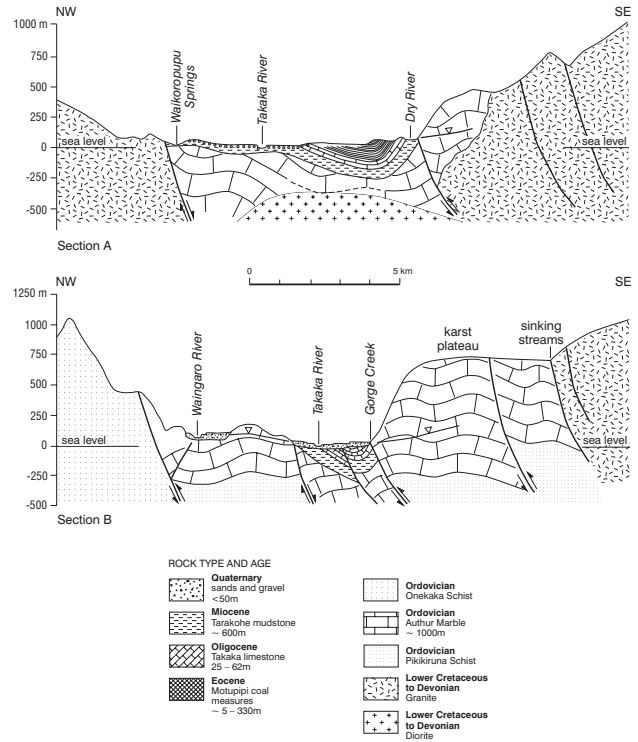 NW
SE
1000 m
750
500
250
0
-250
-500
Waikoropupu
Springs
Takaka River
Dry River
sea level
sea level
Section A
NW
SE
0
5 km
1250 m
1000
750
500
250
0
-250
-500
Waingaro River
Takaka River
Gorge Creek
karst
plateau
sinking
streams
sea level
sea level
Section B
ROCK TYPE AND AGE
Quaternary
sands and gravel
<50m
Miocene
Tarakohe mudstone
~ 600m
Oligocene
Takaka limestone
25 – 62m
Eocene
Motupipi coal
measures
~ 5 – 330m
Ordovician
Onekaka Schist
Ordovician
Authur Marble
~ 1000m
Ordovician
Pikikiruna Schist
Lower Cretaceous
to Devonian
Granite
Lower Cretaceous
to Devonian
Diorite